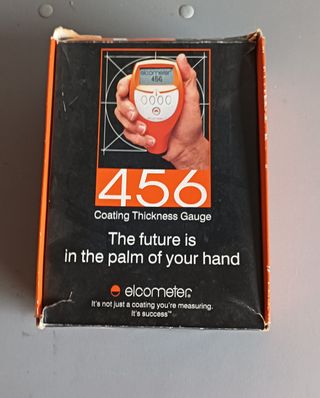 elcometer
456
456
Coating Thickness Gauge
The future is
in the palm of your hand
elcometer
It's not just a coating you're measuring.
It's success™